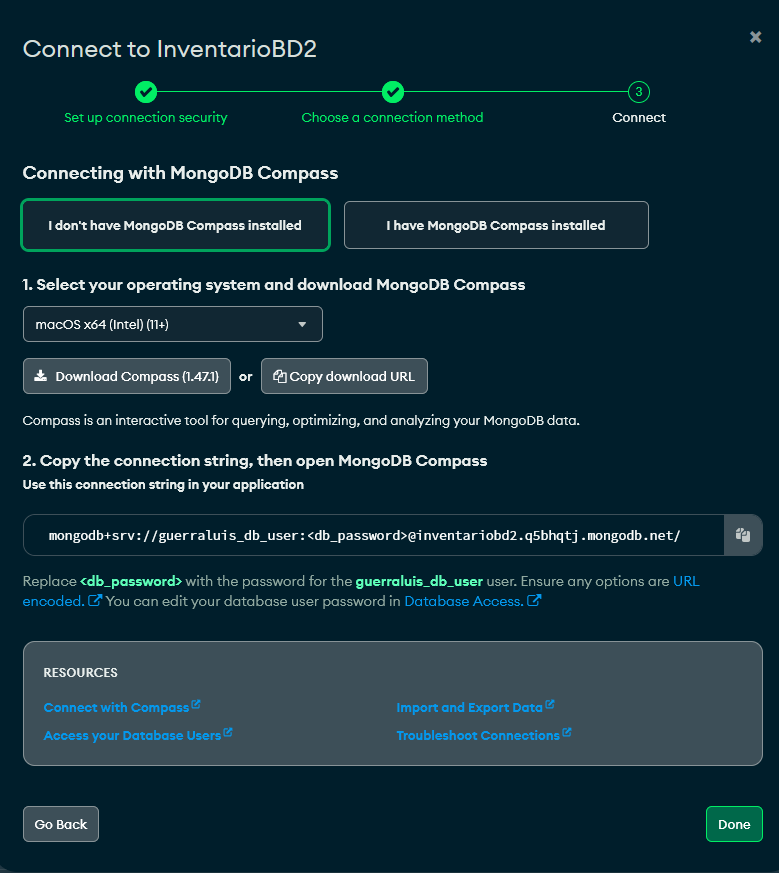 Connect to InventarioBD2
Set up connection security
Choose a connection method
3
Connect
Connecting with MongoDB Compass
I don't have MongoDB Compass installed
I have MongoDB Compass installed
1. Select your operating system and download MongoDB Compass
macOS x64 (Intel) (11+)
Download Compass (1.47.1)
or
Copy download URL
Compass is an interactive tool for querying, optimizing, and analyzing your MongoDB data.
2. Copy the connection string, then open MongoDB Compass
Use this connection string in your application
mongodb+srv://guerraluis_db_user:<db_password>@inventariobd2.q5bhqtj.mongodb.net/
Replace <db_password> with the password for the guerraluis_db_user user. Ensure any options are URL
encoded. You can edit your database user password in Database Access.
RESOURCES
Connect with Compass
Import and Export Data
Access your Database Users
Troubleshoot Connections
Go Back
Done